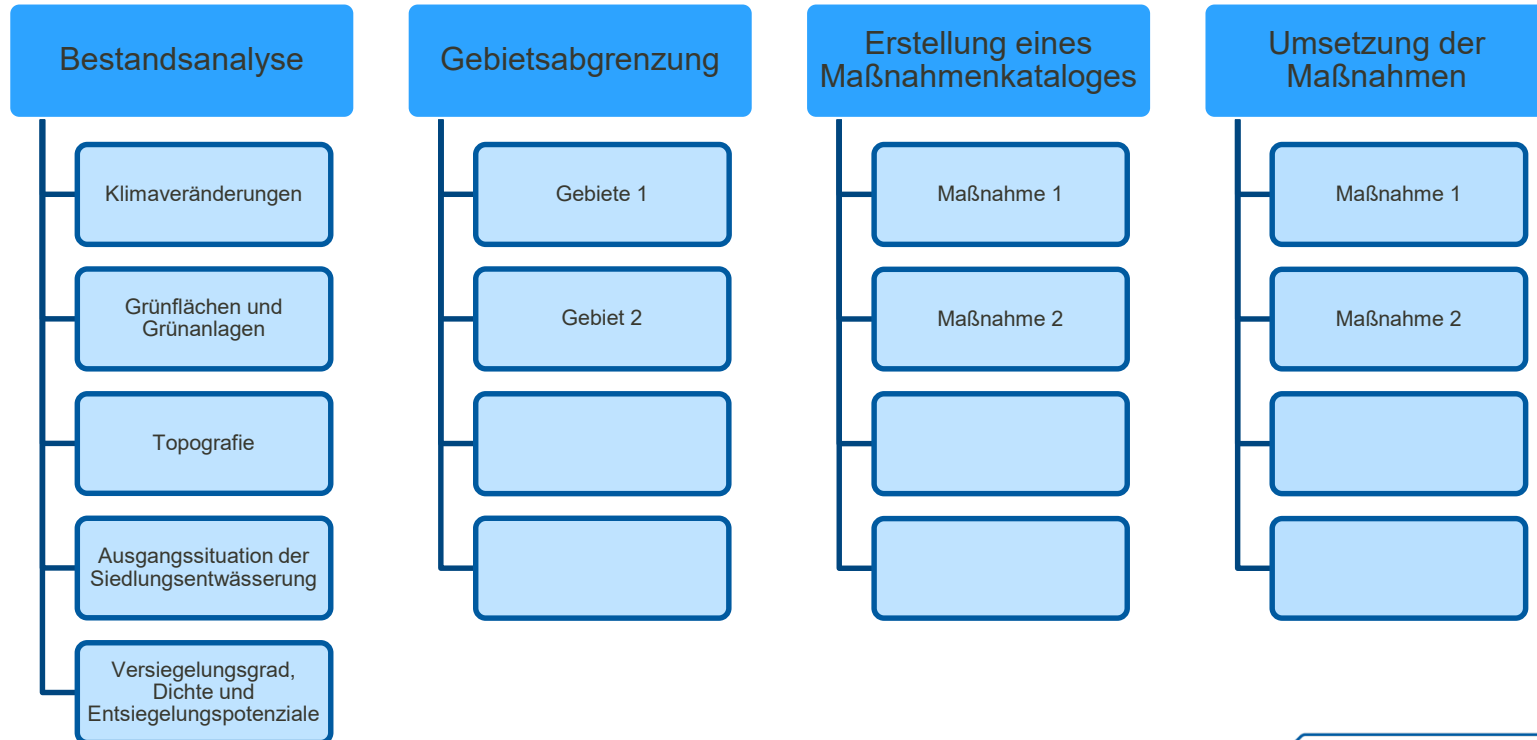 Bestandsanalyse
Klimaveränderungen
Grünflächen und
Grünanlagen
Topografie
Ausgangssituation der
Siedlungsentwässerung
Versiegelungsgrad,
Dichte und
Entsiegelungspotenziale
Gebietsabgrenzung
Gebiete 1
Gebiet 2
Erstellung eines
Maßnahmenkataloges
Maßnahme 1
Maßnahme 2
Umsetzung der
Maßnahmen
Maßnahme 1
Maßnahme 2